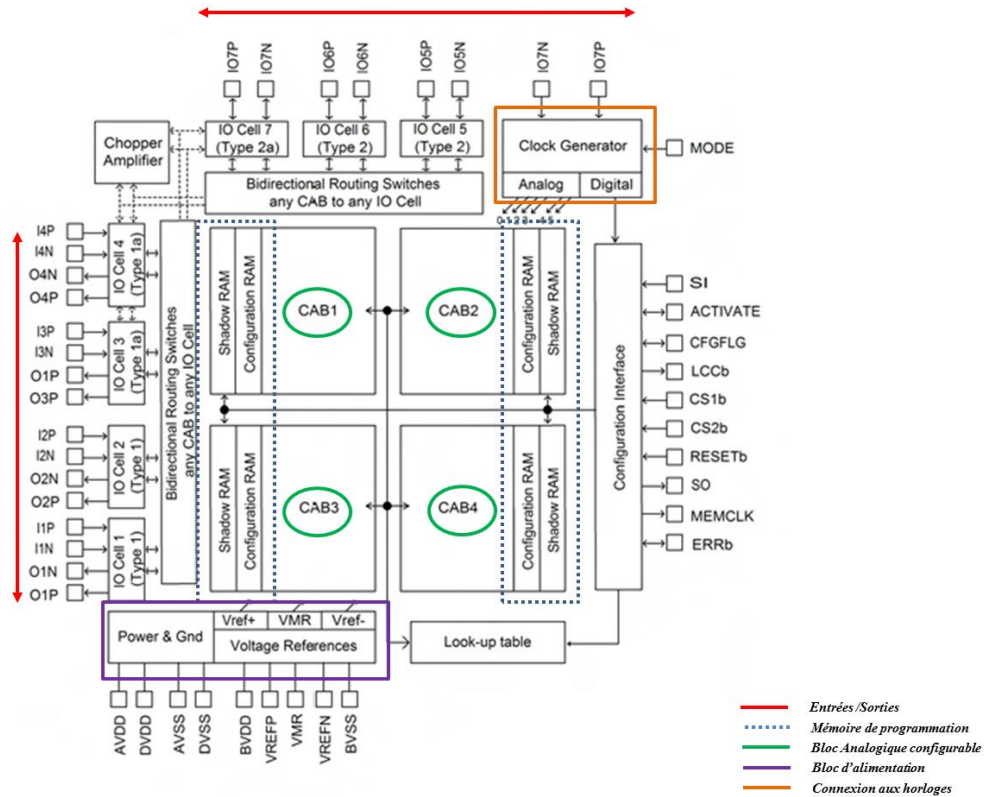 IO7P
IO7N
IO6P
IO6N
IO5P
IO5N
IO7N
IO7P
Chopper
Amplifier
IO Cell 7
(Type 2a)
IO Cell 6
(Type 2)
IO Cell 5
(Type 2)
Clock Generator
Analog
Digital
MODE
Bidirectional Routing Switches
any CAB to any IO Cell
0 1 2 3 4 5
I4P
I4N
O4N
O4P
IO Cell 4
(Type 1a)
I3P
I3N
O1P
O3P
IO Cell 3
(Type 1a)
I2P
I2N
O2N
O2P
IO Cell 2
(Type 1)
I1P
I1N
O1N
O1P
IO Cell 1
(Type 1)
Bidirectional Routing Switches
any CAB to any IO Cell
Shadow RAM
Configuration RAM
CAB1
CAB2
Configuration RAM
Shadow RAM
Shadow RAM
Configuration RAM
CAB3
CAB4
Configuration RAM
Shadow RAM
Configuration Interface
SI
ACTIVATE
CFGFLG
LCCb
CS1b
CS2b
RESETb
SO
MEMCLK
ERRb
Power & Gnd
Vref+
VMR
Vref-
Voltage References
Look-up table
AVDD
DVDD
AVSS
DVSS
BVDD
VREFP
VMR
VREFN
BVSS
Entrées /Sorties
Mémoire de programmation
Bloc Analogique configurable
Bloc d'alimentation
Connexion aux horloges